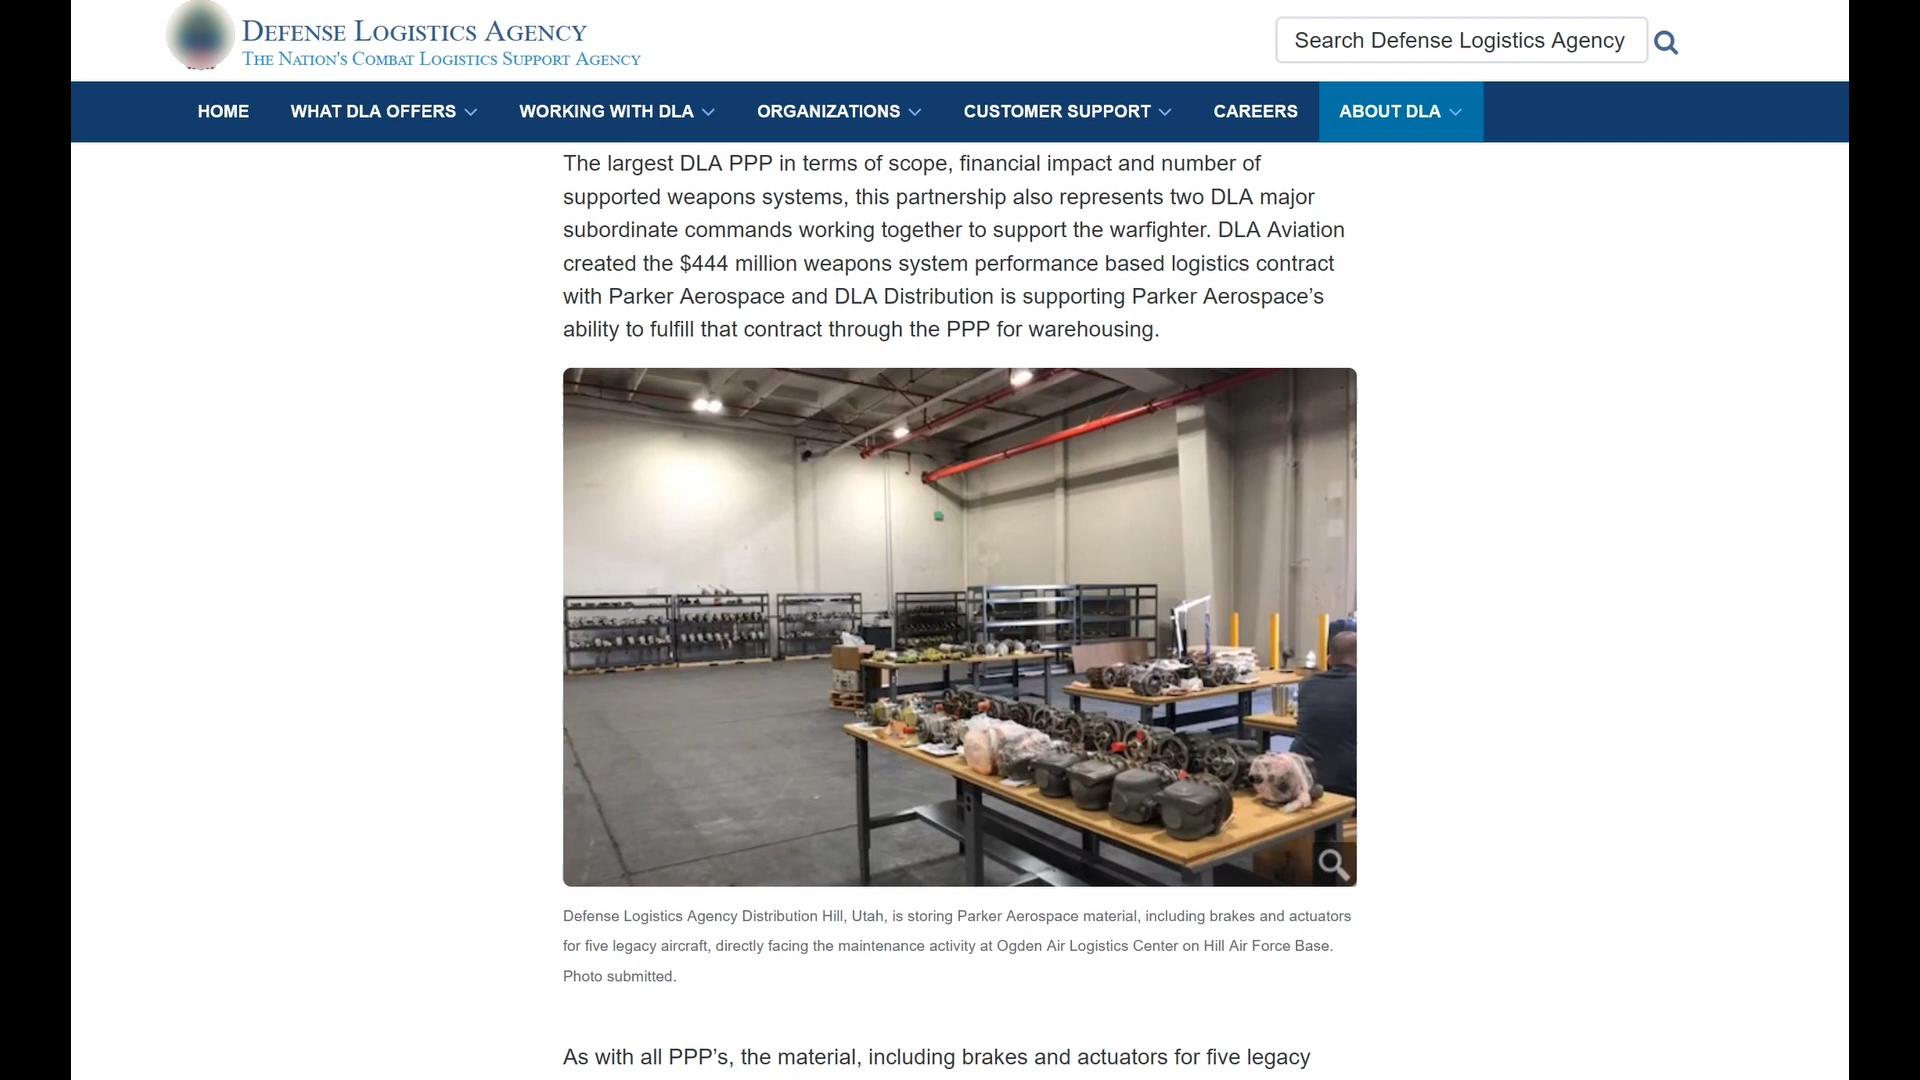 DEFENSE LOGISTICS AGENCY
THE NATION'S COMBAT LOGISTICS SUPPORT AGENCY
Search Defense Logistics Agency
HOME WHAT DLA OFFERS WORKING WITH DLA ORGANIZATIONS CUSTOMER SUPPORT CAREERS ABOUT DLA
The largest DLA PPP in terms of scope, financial impact and number of
supported weapons systems, this partnership also represents two DLA major
subordinate commands working together to support the warfighter. DLA Aviation
created the $444 million weapons system performance based logistics contract
with Parker Aerospace and DLA Distribution is supporting Parker Aerospace’s
ability to fulfill that contract through the PPP for warehousing.
Defense Logistics Agency Distribution Hill, Utah, is storing Parker Aerospace material, including brakes and actuators
for five legacy aircraft, directly facing the maintenance activity at Ogden Air Logistics Center on Hill Air Force Base.
Photo submitted.
As with all PPP’s, the material, including brakes and actuators for five legacy